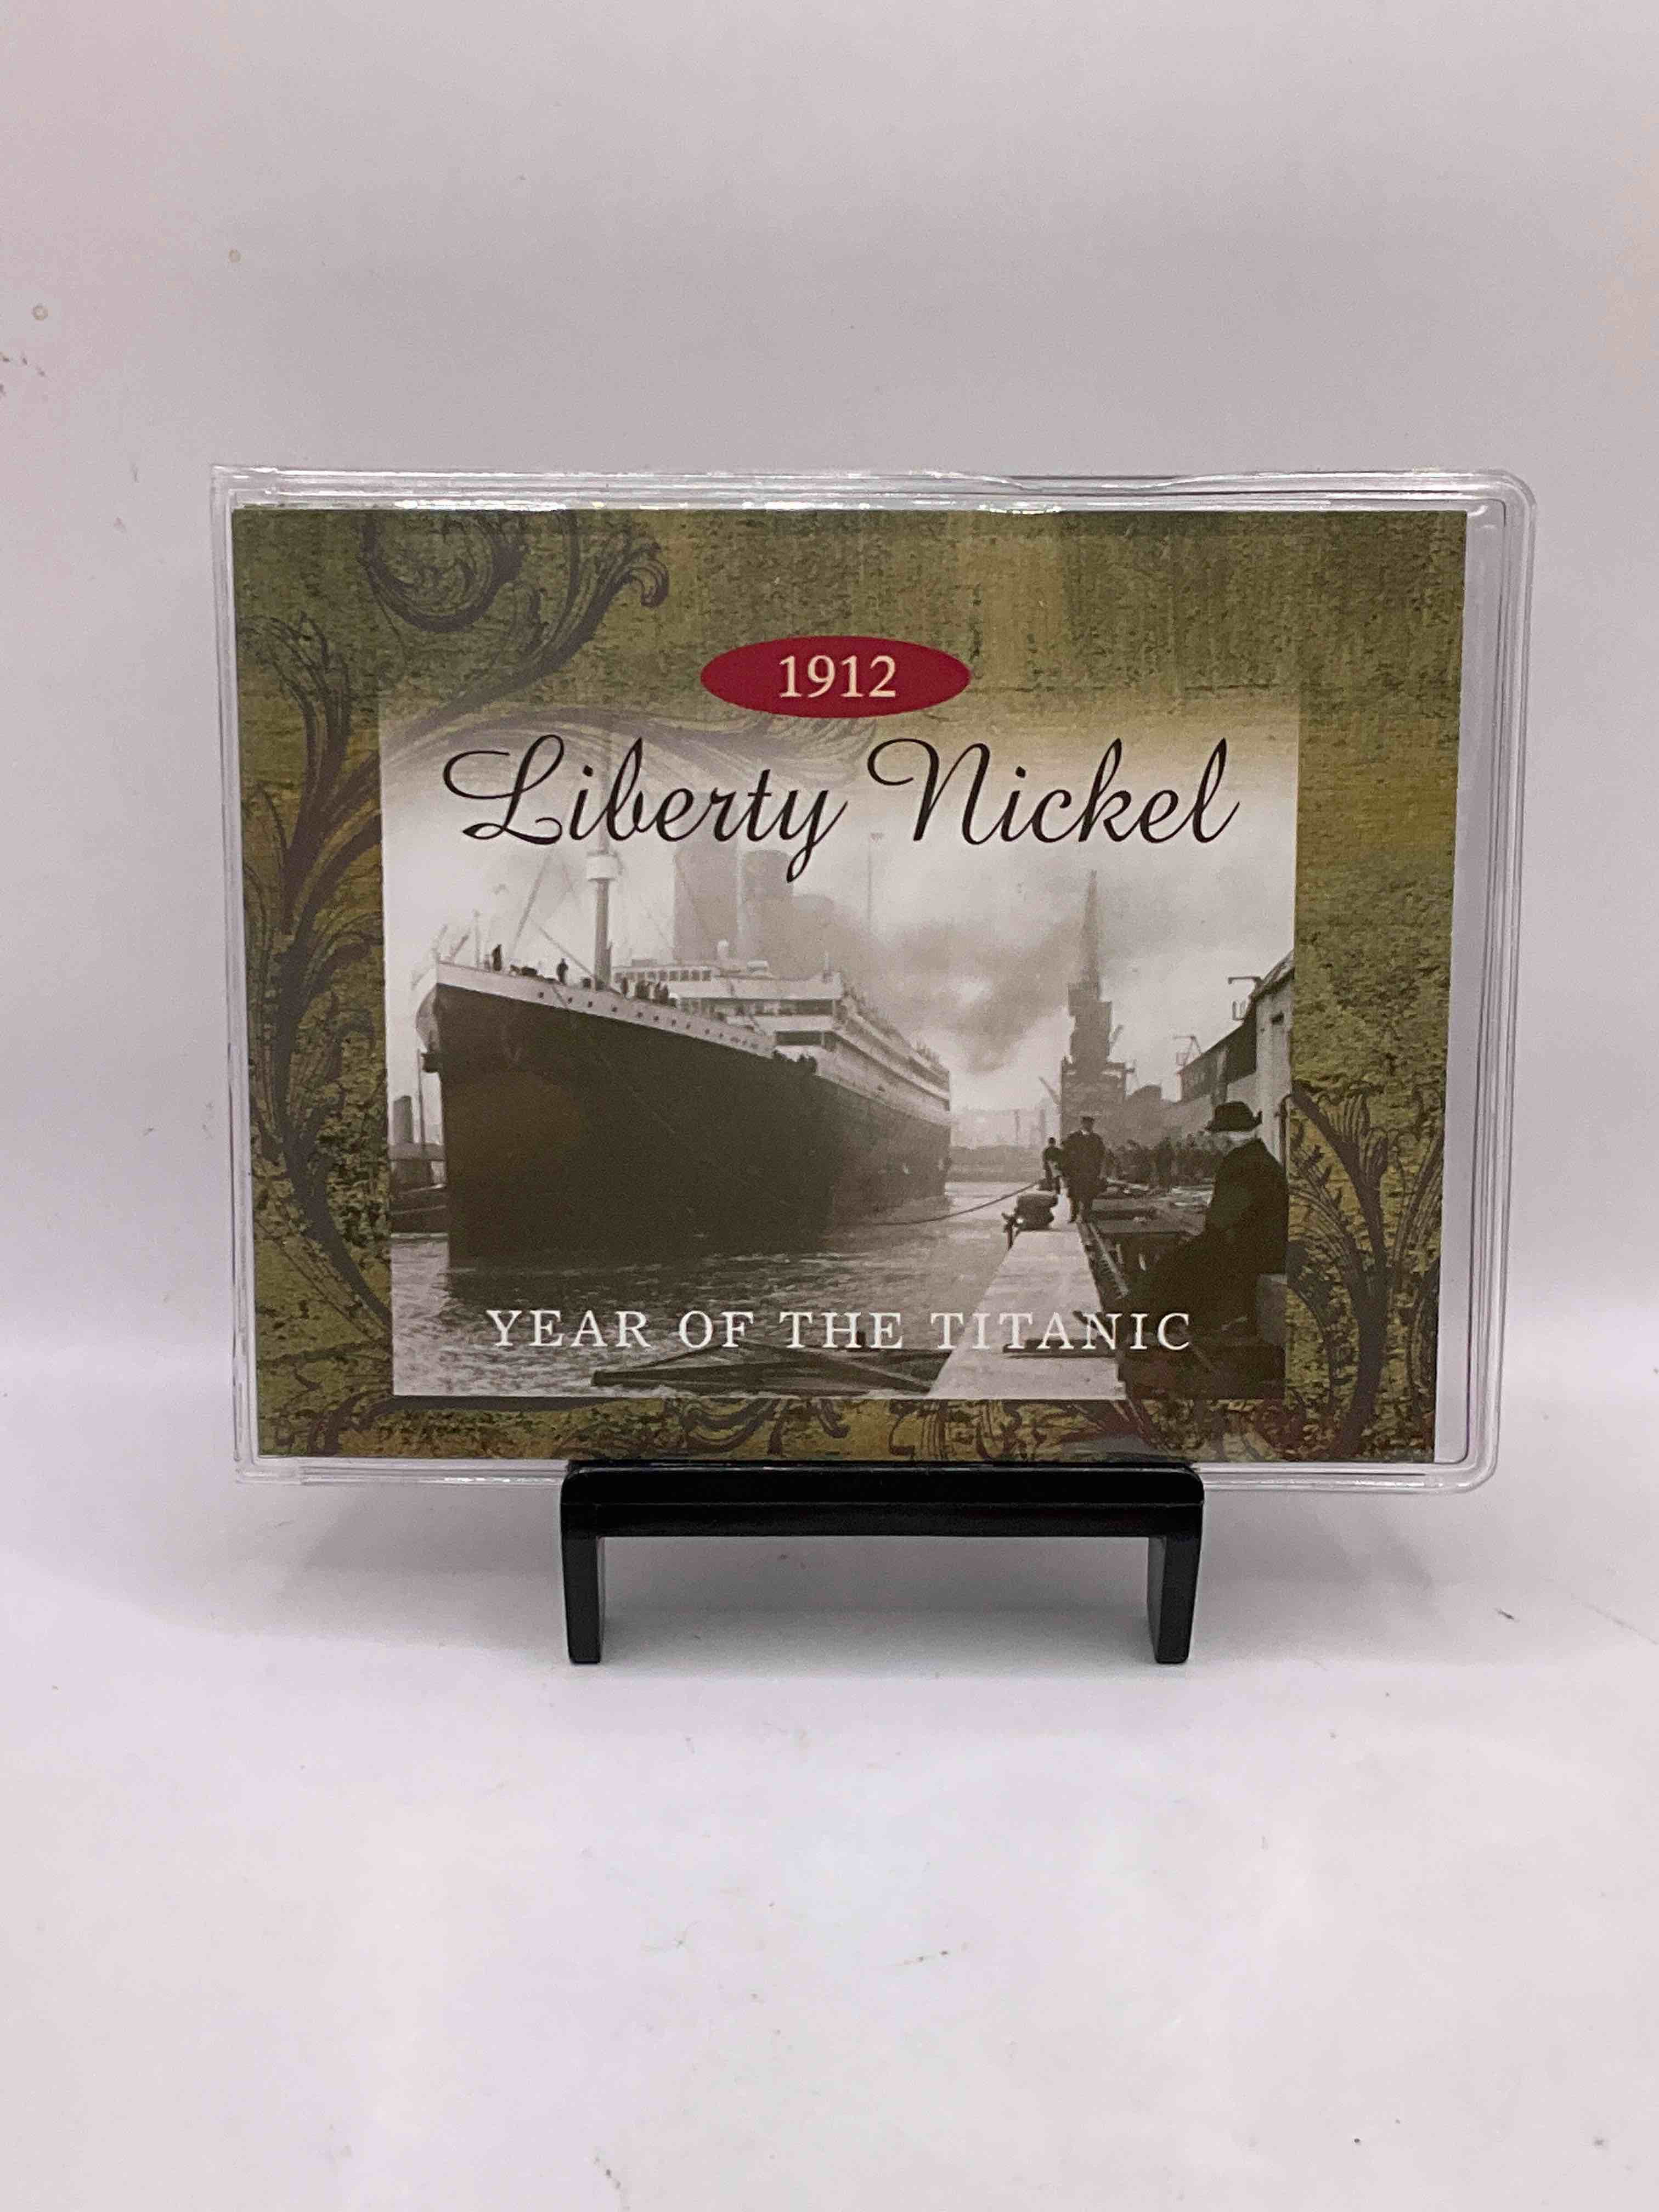 1912
Liberty Nickel
YEAR OF THE TITANIC